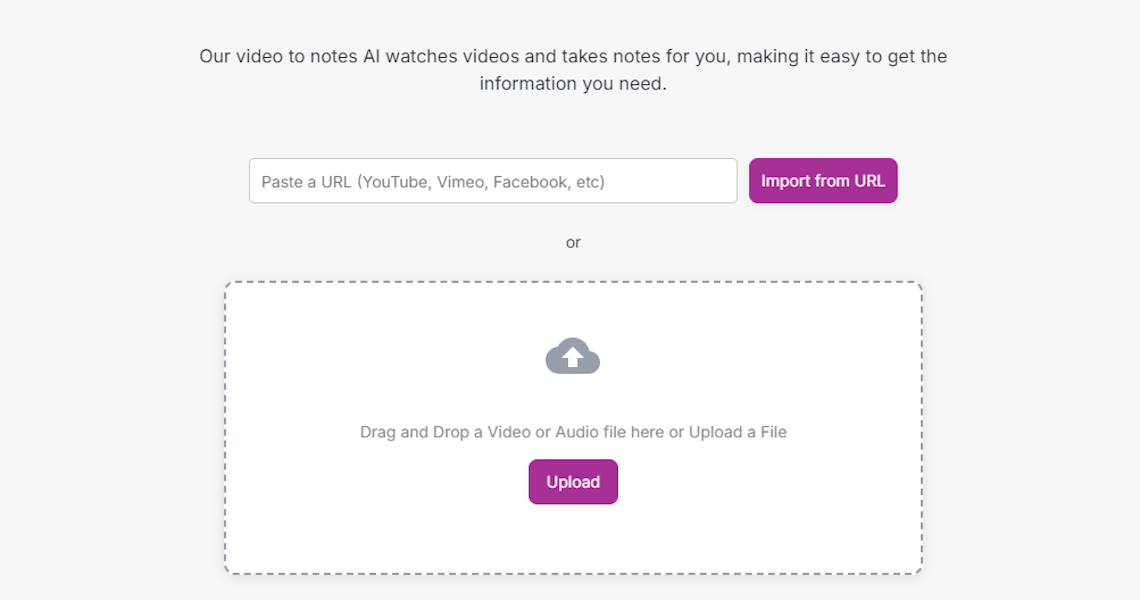 Our video to notes AI watches videos and takes notes for you, making it easy to get the
information you need.
Paste a URL (YouTube, Vimeo, Facebook, etc)
Import from URL
or
Drag and Drop a Video or Audio file here or Upload a File
Upload